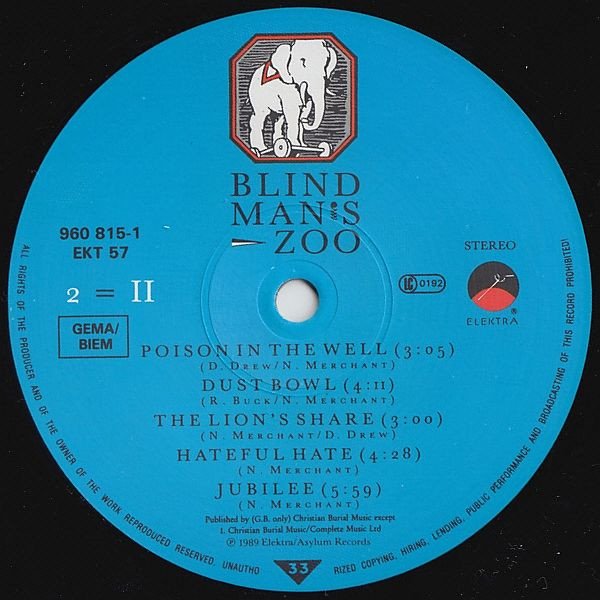 BLIND
MAN'S
ZOO
960 815-1
EKT 57
STEREO
2 = II
LC 0192
ELEKTRA®
GEMA/
BIEM
POISON IN THE WELL (3:05)
(D. DREW/N. MERCHANT)
DUST BOWL (4:11)
(R. BUCK/N. MERCHANT)
THE LION'S SHARE (3:00)
(N. MERCHANT/D. DREW)
HATEFUL HATE (4:28)
(N. MERCHANT)
JUBILEE (5:59)
(N. MERCHANT)
Published by (G.B. only) Christian Burial Music except
1. Christian Burial Music/Complete Music Ltd
℗ 1989 Elektra/Asylum Records
33
ALL RIGHTS OF THE PRODUCER AND OF THE OWNER OF THE WORK REPRODUCED RESERVED. UNAUTHO RIZED COPYING, HIRING, LENDING, PUBLIC PERFORMANCE AND BROADCASTING OF THIS RECORD PROHIBITED!